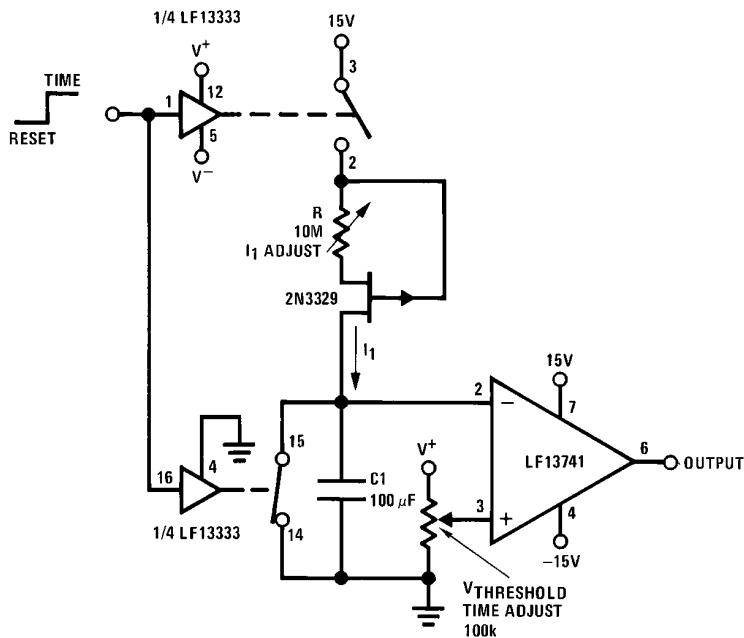 1/4 LF13333
15V
V+
3
TIME
12
1
5
RESET
2
V−
R
10M
I1 ADJUST
2N3329
I1
15V
2
−
7
15
V+
4
LF13741
6
OUTPUT
16
C1
100 μF
3
+
4
14
1/4 LF13333
−15V
VTHRESHOLD
TIME ADJUST
100k